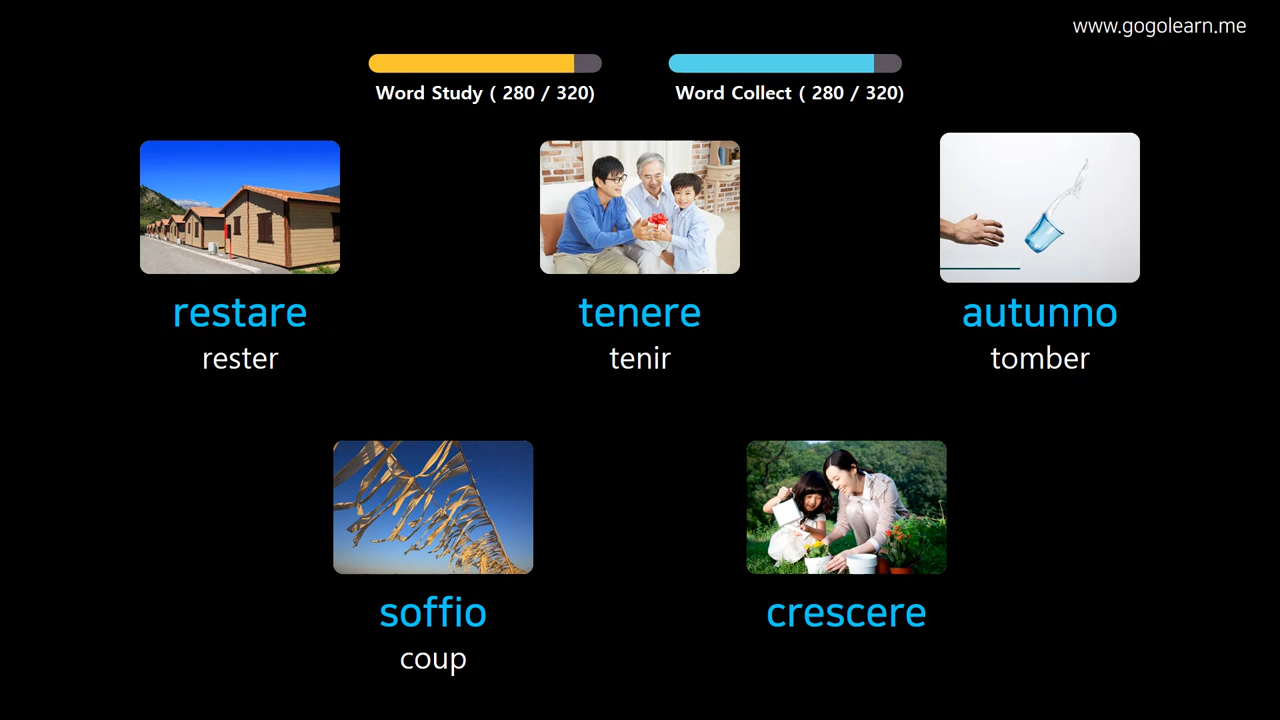 www.gogolearn.me
Word Study ( 280 / 320)
Word Collect ( 280 / 320)
restare
rester
tenere
tenir
autunno
tomber
soffio
coup
crescere